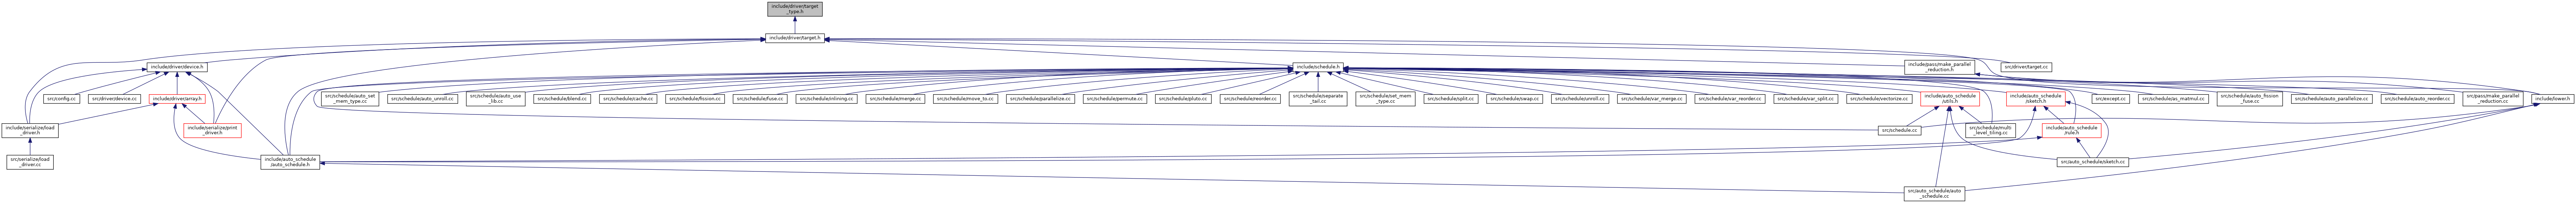 include/driver/target
_type.h
include/driver/target.h
include/driver/device.h
include/schedule.h
include/pass/make_parallel
_reduction.h
src/driver/target.cc
src/config.cc
src/driver/device.cc
include/driver/array.h
src/schedule/auto_set
_mem_type.cc
src/schedule/auto_unroll.cc
src/schedule/auto_use
_lib.cc
src/schedule/blend.cc
src/schedule/cache.cc
src/schedule/fission.cc
src/schedule/fuse.cc
src/schedule/inlining.cc
src/schedule/merge.cc
src/schedule/move_to.cc
src/schedule/parallelize.cc
src/schedule/permute.cc
src/schedule/pluto.cc
src/schedule/reorder.cc
src/schedule/separate
_tail.cc
src/schedule/set_mem
_type.cc
src/schedule/split.cc
src/schedule/swap.cc
src/schedule/unroll.cc
src/schedule/var_merge.cc
src/schedule/var_reorder.cc
src/schedule/var_split.cc
src/schedule/vectorize.cc
include/auto_schedule
/utils.h
include/auto_schedule
/sketch.h
src/except.cc
src/schedule/as_matmul.cc
src/schedule/auto_fission
_fuse.cc
src/schedule/auto_parallelize.cc
src/schedule/auto_reorder.cc
src/pass/make_parallel
_reduction.cc
include/lower.h
include/serialize/load
_driver.h
include/serialize/print
_driver.h
src/schedule.cc
src/schedule/multi
_level_tiling.cc
include/auto_schedule
/rule.h
src/serialize/load
_driver.cc
include/auto_schedule
/auto_schedule.h
src/auto_schedule/sketch.cc
src/auto_schedule/auto
_schedule.cc